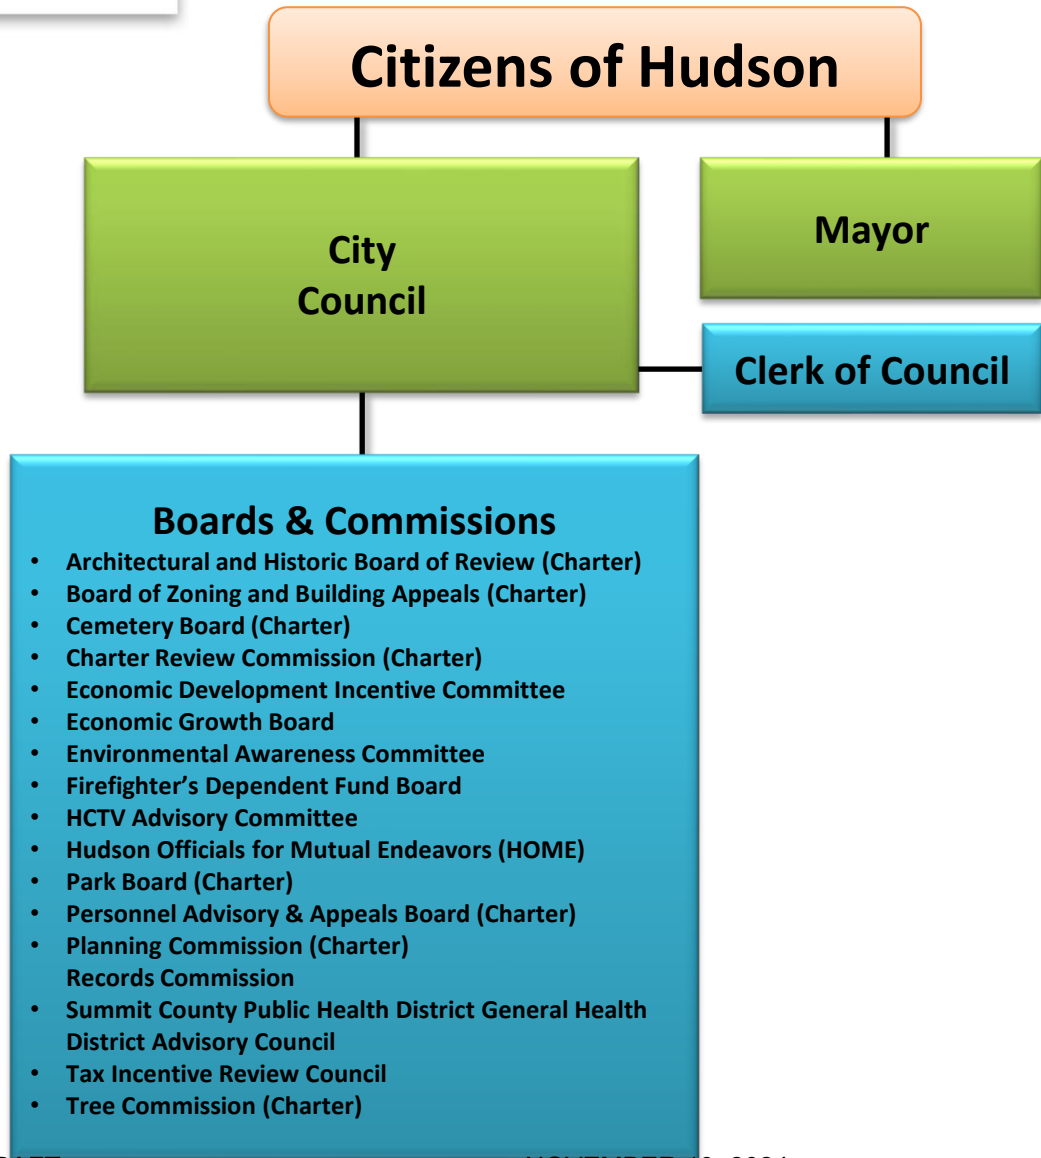 Citizens of Hudson
City
Council
Mayor
Clerk of Council
Boards & Commissions
• Architectural and Historic Board of Review (Charter)
• Board of Zoning and Building Appeals (Charter)
• Cemetery Board (Charter)
• Charter Review Commission (Charter)
• Economic Development Incentive Committee
• Economic Growth Board
• Environmental Awareness Committee
• Firefighter’s Dependent Fund Board
• HCTV Advisory Committee
• Hudson Officials for Mutual Endeavors (HOME)
• Park Board (Charter)
• Personnel Advisory & Appeals Board (Charter)
• Planning Commission (Charter)
Records Commission
• Summit County Public Health District General Health
District Advisory Council
• Tax Incentive Review Council
• Tree Commission (Charter)